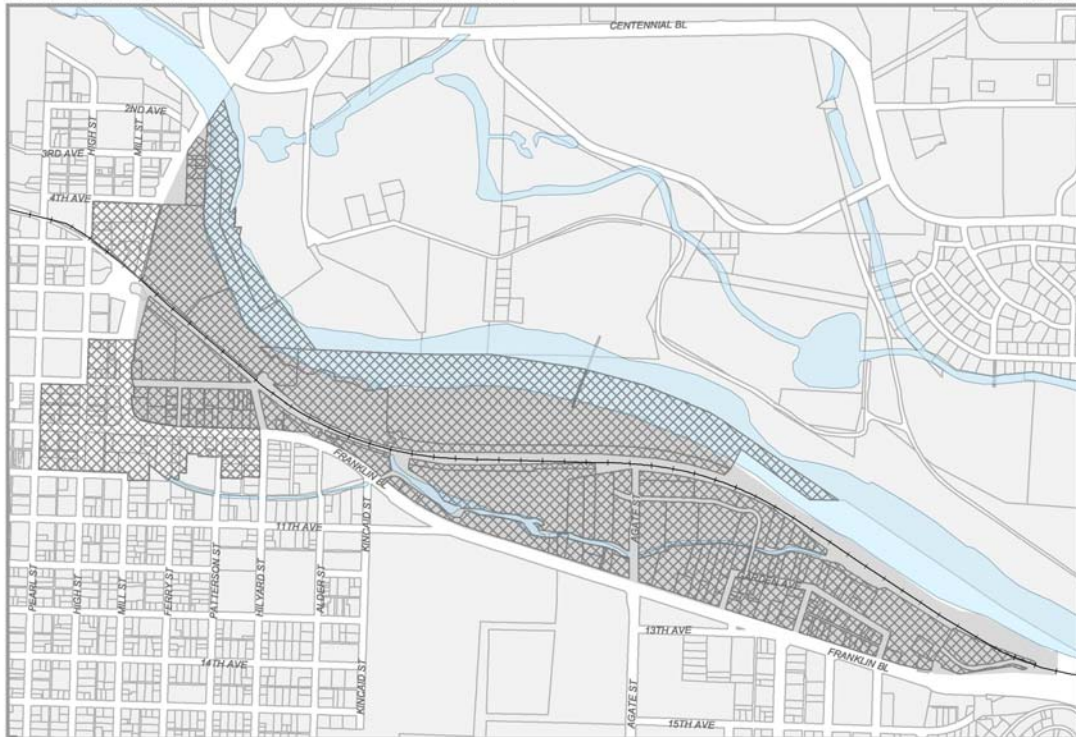 CENTENNIAL BL
2ND AVE
HIGH ST
MILL ST
3RD AVE
4TH AVE
FRANKLIN BL
KINCAID ST
11TH AVE
AGATE ST
PEARL ST
HIGH ST
MILL ST
FERRY ST
PATTERSON ST
HILYARD ST
ALDER ST
GARDEN AVE
13TH AVE
14TH AVE
FRANKLIN BL
KINCAID ST
AGATE ST
15TH AVE